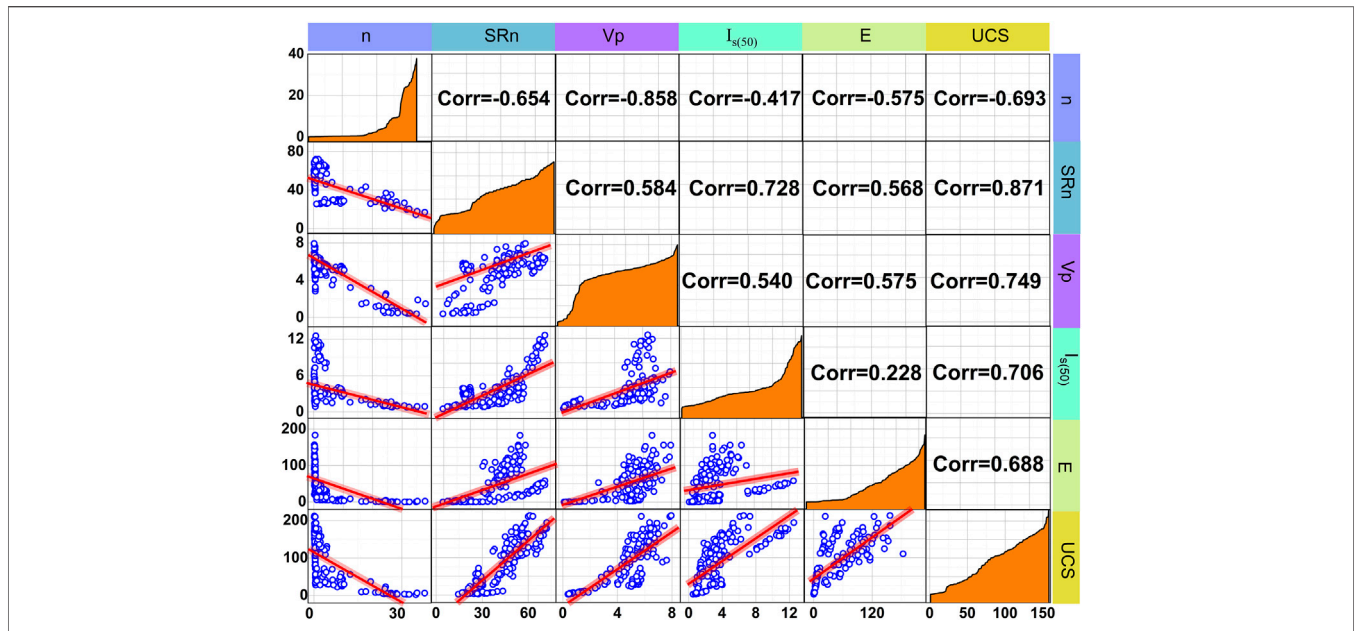 n SRn Vp Is(50) E UCS
40
20
0
Corr=-0.654 Corr=-0.858 Corr=-0.417 Corr=-0.575 Corr=-0.693
n
80
40
0
Corr=0.584 Corr=0.728 Corr=0.568 Corr=0.871
SRn
8
4
0
Corr=0.540 Corr=0.575 Corr=0.749
Vp
12
6
0
Corr=0.228 Corr=0.706
Is(50)
200
100
0
Corr=0.688
E
200
100
0
UCS
0 30 0 30 60 0 4 8 0 4 8 12 0 120 0 50 100 150